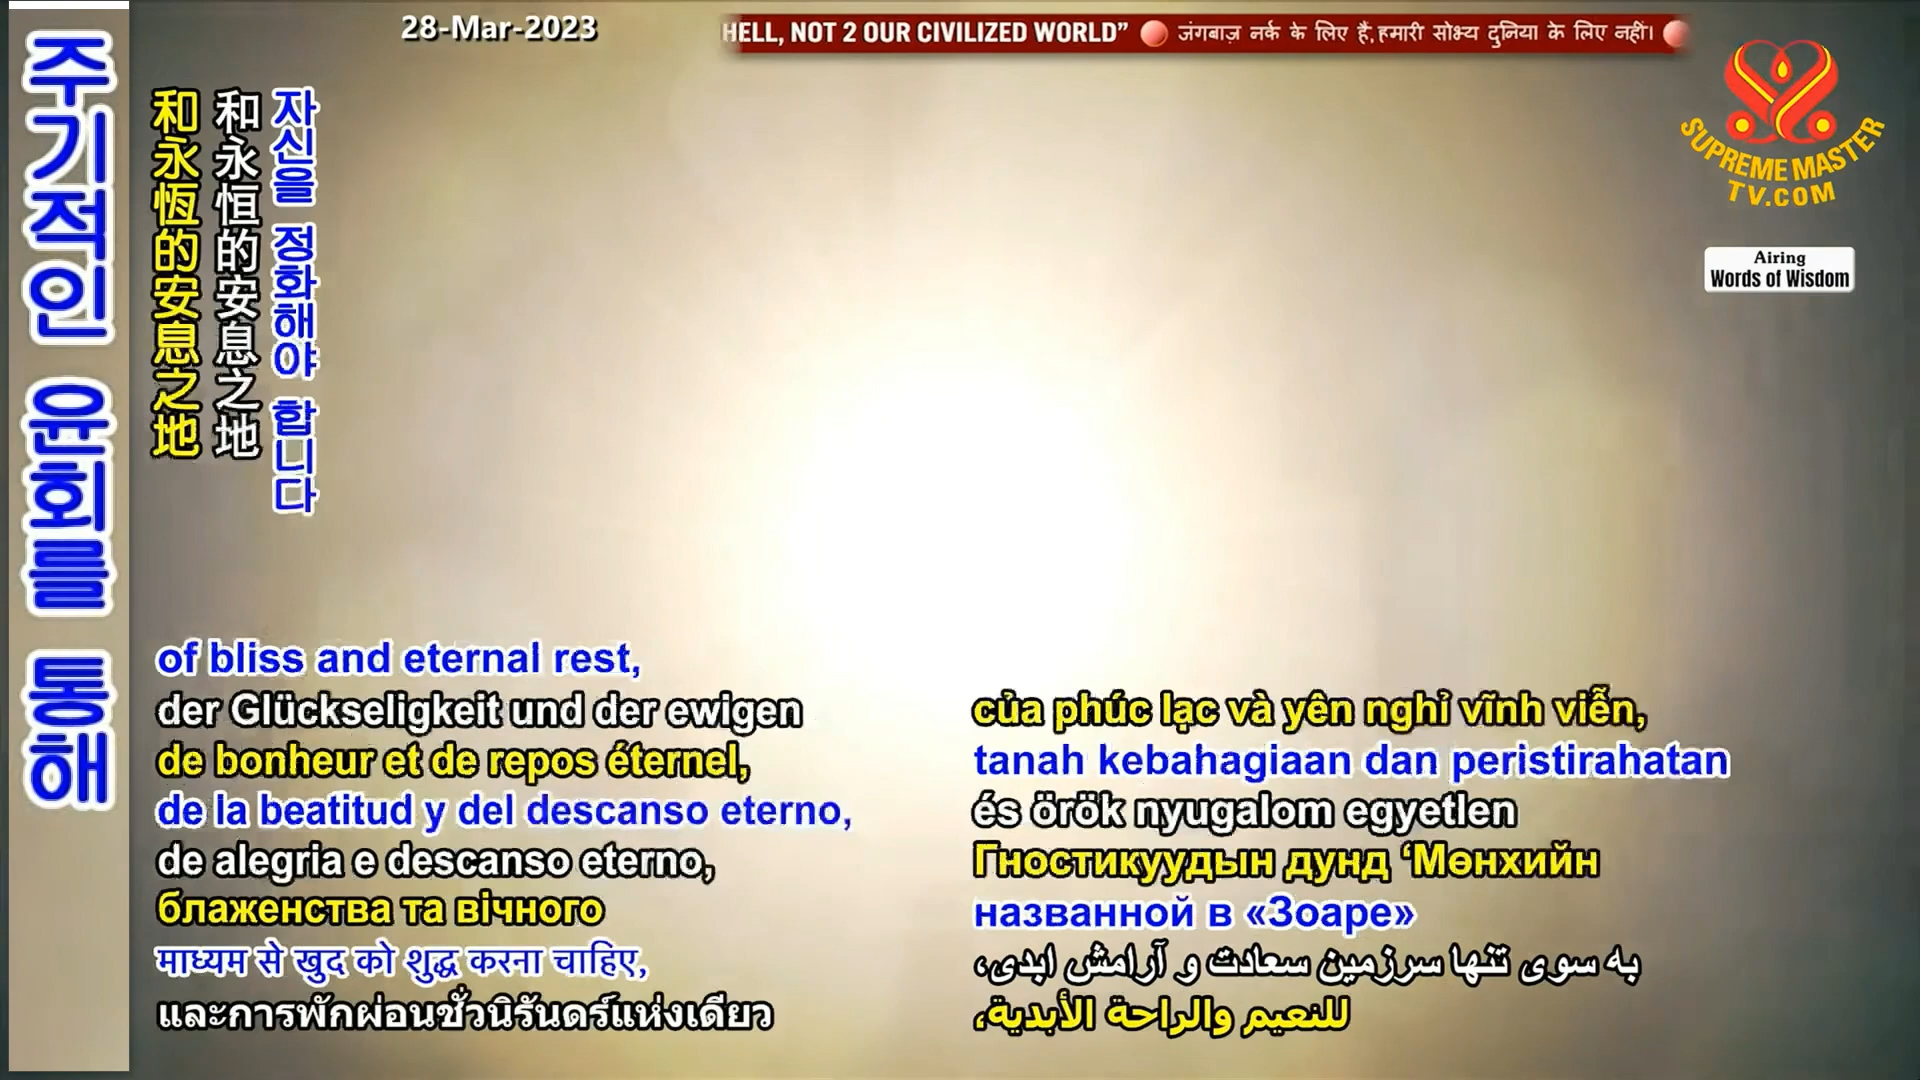 28-Mar-2023
HELL, NOT 2 OUR CIVILIZED WORLD” जंगबाज़ नर्क के लिए हैं, हमारी सोभ्य दुनिया के लिए नहीं।
SUPREME MASTER
TV.COM
Airing
Words of Wisdom
주기적인 윤회를 통해
和永恆的安息之地
和永恒的安息之地
자신을 정화해야 합니다
of bliss and eternal rest,
der Glückseligkeit und der ewigen
de bonheur et de repos éternel,
de la beatitud y del descanso eterno,
de alegria e descanso eterno,
блаженства та вічного
माध्यम से खुद को शुद्ध करना चाहिए,
และการพักผ่อนชั่วนิรันดร์แห่งเดียว
của phúc lạc và yên nghỉ vĩnh viễn,
tanah kebahagiaan dan peristirahatan
és örök nyugalom egyetlen
Гностикуудын дунд ‘Мөнхийн
названной в «Зоаре»
به سوی تنها سرزمین سعادت و آرامش ابدی،
للنعيم والراحة الأبدية،